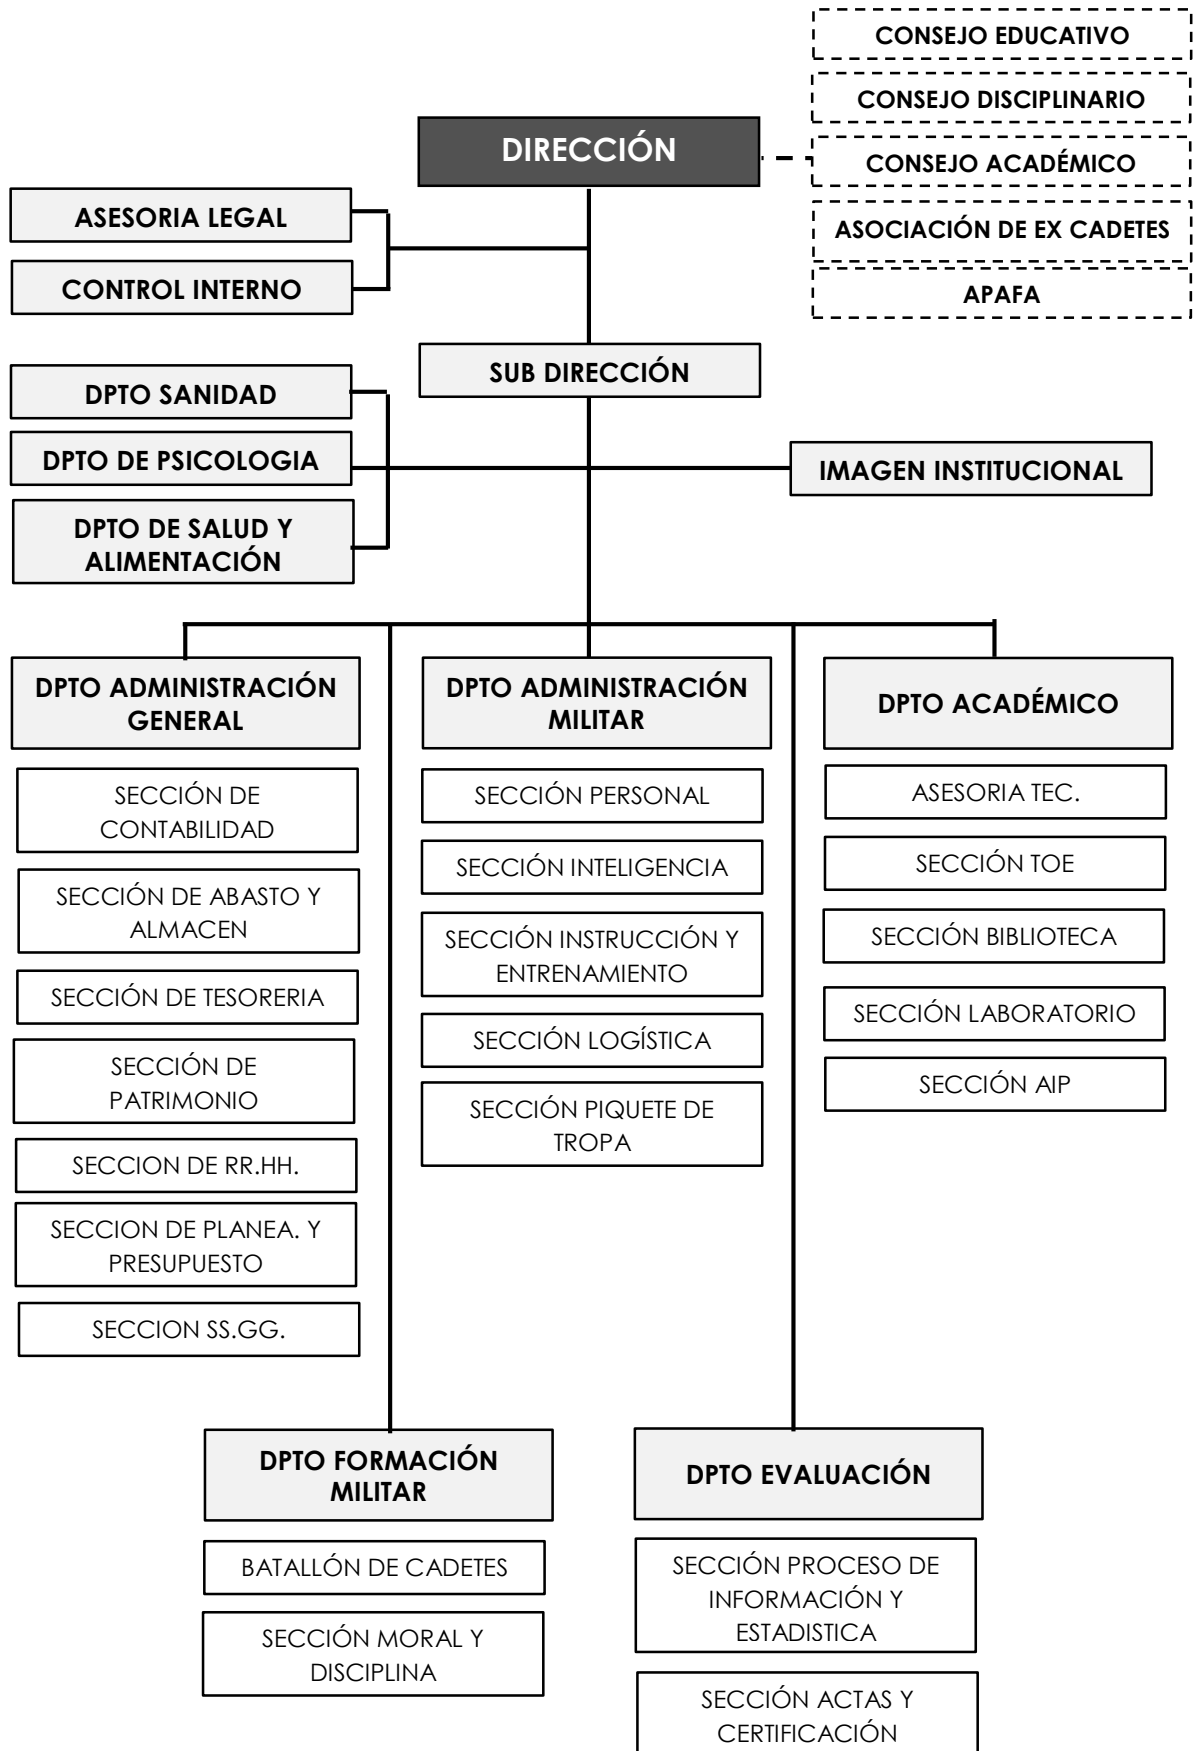 CONSEJO EDUCATIVO
CONSEJO DISCIPLINARIO
DIRECCIÓN
CONSEJO ACADÉMICO
ASESORIA LEGAL
ASOCIACIÓN DE EX CADETES
CONTROL INTERNO
APAFA
SUB DIRECCIÓN
DPTO SANIDAD
DPTO DE PSICOLOGIA
IMAGEN INSTITUCIONAL
DPTO DE SALUD Y
ALIMENTACIÓN
DPTO ADMINISTRACIÓN
GENERAL
SECCIÓN DE
CONTABILIDAD
SECCIÓN DE ABASTO Y
ALMACEN
SECCIÓN DE TESORERIA
SECCIÓN DE
PATRIMONIO
SECCION DE RR.HH.
SECCION DE PLANEA. Y
PRESUPUESTO
SECCION SS.GG.
DPTO ADMINISTRACIÓN
MILITAR
SECCIÓN PERSONAL
SECCIÓN INTELIGENCIA
SECCIÓN INSTRUCCIÓN Y
ENTRENAMIENTO
SECCIÓN LOGÍSTICA
SECCIÓN PIQUETE DE
TROPA
DPTO ACADÉMICO
ASESORIA TEC.
SECCIÓN TOE
SECCIÓN BIBLIOTECA
SECCIÓN LABORATORIO
SECCIÓN AIP
DPTO FORMACIÓN
MILITAR
BATALLÓN DE CADETES
SECCIÓN MORAL Y
DISCIPLINA
DPTO EVALUACIÓN
SECCIÓN PROCESO DE
INFORMACIÓN Y
ESTADISTICA
SECCIÓN ACTAS Y
CERTIFICACIÓN